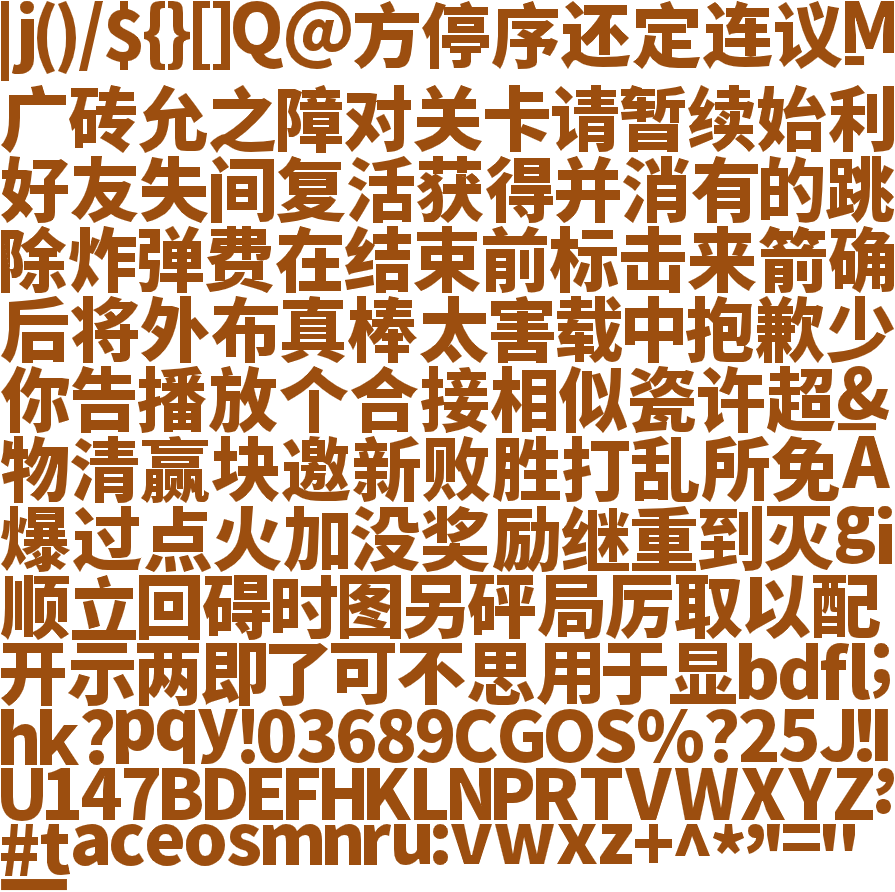 |j()/${}[]Q@方停序还定连议M
广砖允之障对关卡请暂续始利
好友失间复活获得并消有的跳
除炸弹费在结束前标击来箭确
后将外布真棒太害载中抱歉少
你告播放个合接相似瓷许超&
物清赢块邀新败胜打乱所免A
爆过点火加没奖励继重到灭gi
顺立回碍时图另砰局厉取以配
开示两即了可不思用于显bdfl;
hk?pqy!03689CGOS%?25J!I
U147BDEFHKLNPRTVWXYZ:
#taceosmnru:vwxz+^*,"="